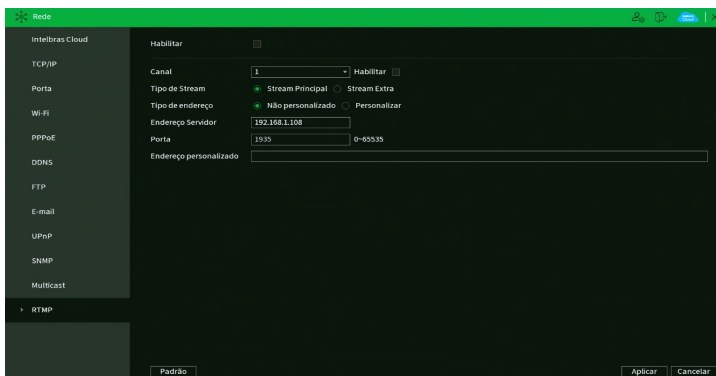 Rede
Intelbras Cloud
TCP/IP
Porta
Wi-Fi
PPPoE
DDNS
FTP
E-mail
UPnP
SNMP
Multicast
RTMP
Habilitar
Canal 1 Habilitar
Tipo de Stream Stream Principal Stream Extra
Tipo de endereço Não personalizado Personalizar
Endereço Servidor 192.168.1.108
Porta 1935 0~65535
Endereço personalizado
Padrão Aplicar Cancelar